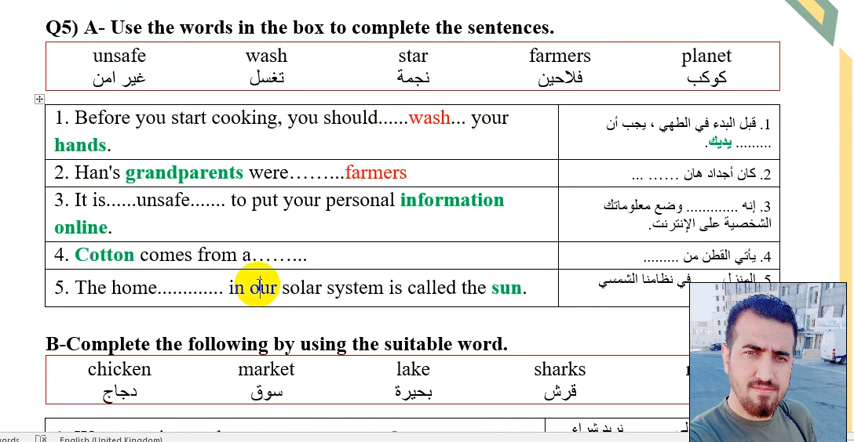 Q5) A- Use the words in the box to complete the sentences.
unsafe wash star farmers planet
غير امن تغسل نجمة فلاحين كوكب
1. Before you start cooking, you should......wash... your
hands.
1. قبل البدء في الطهي ، يجب أن
......... يديك.
2. Han's grandparents were………..farmers
2. كان أجداد هان …… ...
3. It is......unsafe....... to put your personal information
online.
3. إنه ............. وضع معلوماتك
الشخصية على الإنترنت.
4. Cotton comes from a……...
4. يأتي القطن من .........
5. The home............. in our solar system is called the sun.
5. المنزل في نظامنا الشمسي
B-Complete the following by using the suitable word.
chicken market lake sharks
دجاج سوق بحيرة قرش
نريد شراء
English (United Kingdom)